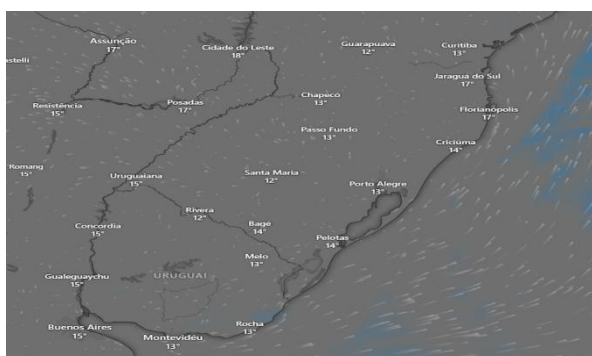 Assunção
17°
Cidade do Leste
18°
Guarapuava
12°
Curitiba
13°
astelli
Jaraguá do Sul
17°
Chapecó
13°
Resistência
15°
Posadas
17°
Florianópolis
17°
Passo Fundo
13°
Criciúma
14°
Romang
15°
Uruguaiana
15°
Santa Maria
12°
Porto Alegre
13°
Rivera
12°
Concordia
15°
Bagé
14°
Pelotas
14°
Melo
13°
Gualeguaychu
15°
URUGUAI
Buenos Aires
15°
Rocha
13°
Montevidéu
13°